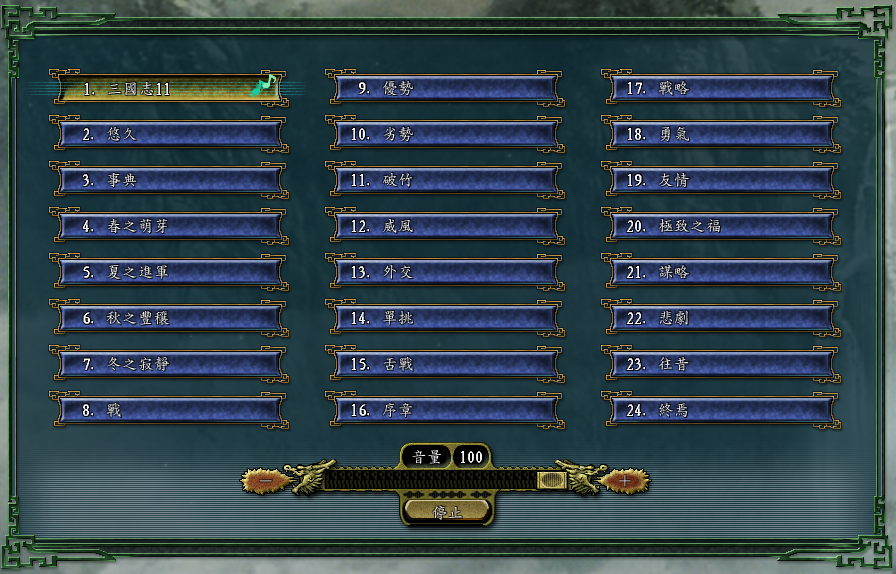 1. 三國志11
2. 悠久
3. 事典
4. 春之萌芽
5. 夏之進軍
6. 秋之豐穰
7. 冬之寂靜
8. 戰
9. 優勢
10. 劣勢
11. 破竹
12. 威風
13. 外交
14. 單挑
15. 舌戰
16. 序章
17. 戰略
18. 勇氣
19. 友情
20. 極致之福
21. 謀略
22. 悲劇
23. 往昔
24. 終焉
音量 100
－ ＋
停止